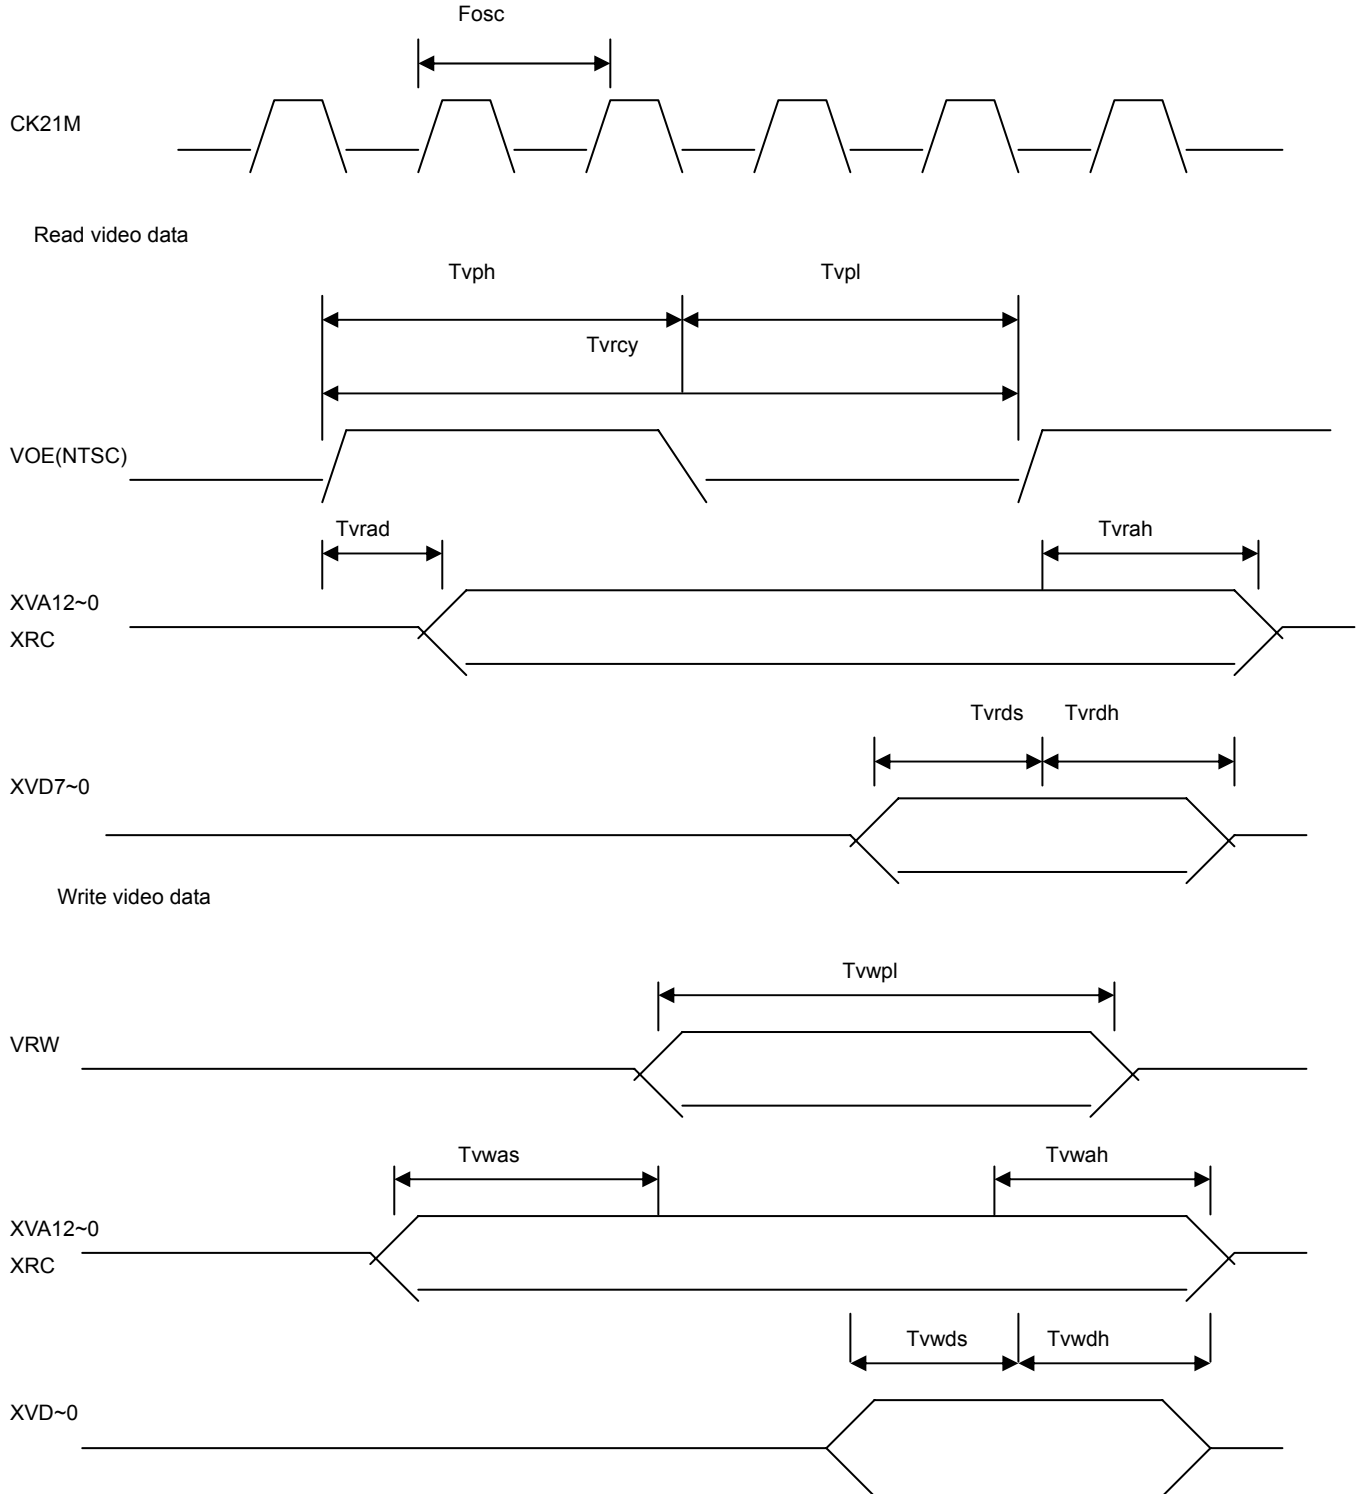 Fosc
CK21M
Read video data
Tvph Tvpl
Tvrcy
VOE(NTSC)
Tvrad Tvrah
XVA12~0
XRC
Tvrds Tvrdh
XVD7~0
Write video data
Tvwpl
VRW
Tvwas Tvwah
XVA12~0
XRC
Tvwds Tvwdh
XVD~0